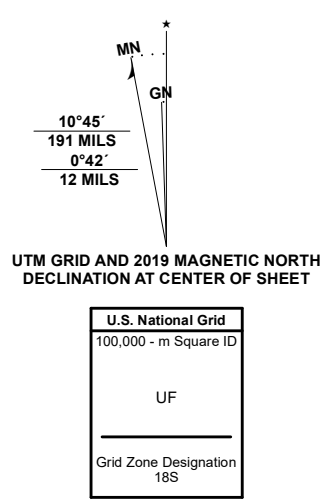 ★
MN
GN
10°45´
191 MILS
0°42´
12 MILS
UTM GRID AND 2019 MAGNETIC NORTH
DECLINATION AT CENTER OF SHEET
U.S. National Grid
100,000 - m Square ID
UF
Grid Zone Designation
18S